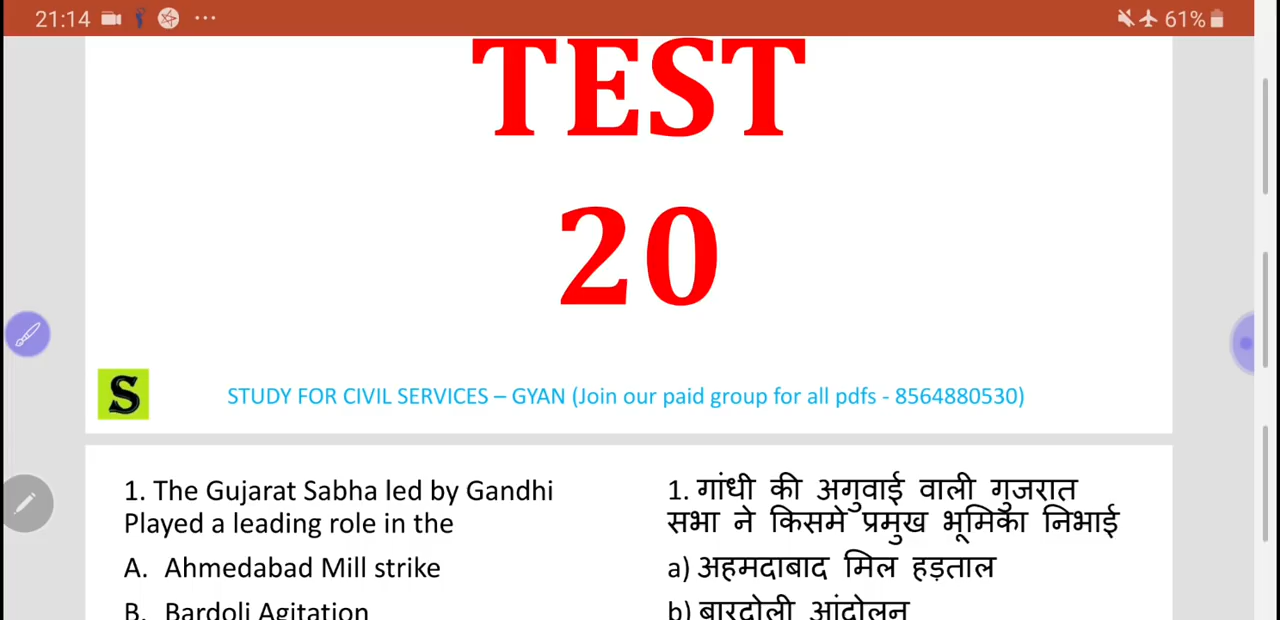 21:14
61%
TEST
20
S
STUDY FOR CIVIL SERVICES – GYAN (Join our paid group for all pdfs - 8564880530)
1. The Gujarat Sabha led by Gandhi
Played a leading role in the
A. Ahmedabad Mill strike
B. Bardoli Agitation
1. गांधी की अगुवाई वाली गुजरात
सभा ने किसमे प्रमुख भूमिका निभाई
a) अहमदाबाद मिल हड़ताल
b) बारदोली आंदोलन